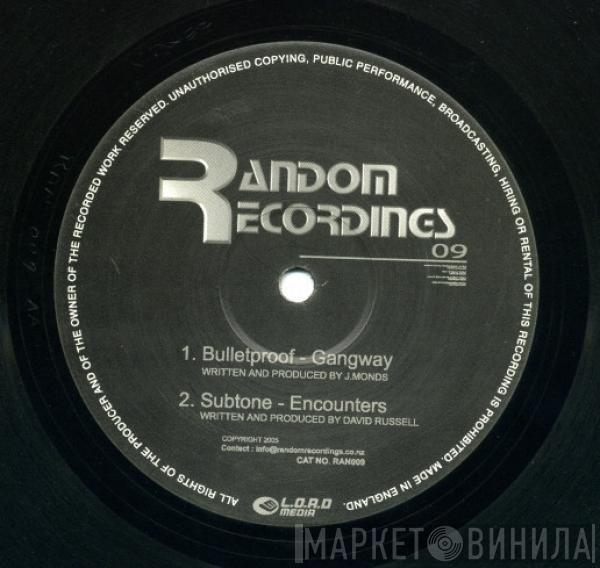 ALL RIGHTS OF THE PRODUCER AND OF THE OWNER OF THE RECORDED WORK RESERVED. UNAUTHORISED COPYING, PUBLIC PERFORMANCE, BROADCASTING, HIRING OR RENTAL OF THIS RECORDING IS PROHIBITED. MADE IN ENGLAND.
RANDOM
RECORDINGS
09
1. Bulletproof - Gangway
WRITTEN AND PRODUCED BY J.MONDS
2. Subtone - Encounters
WRITTEN AND PRODUCED BY DAVID RUSSELL
COPYRIGHT 2005
Contact : info@randomrecordings.co.nz
CAT NO. RAN009
L.O.A.D
MEDIA
МАРКЕТ ВИНИЛА